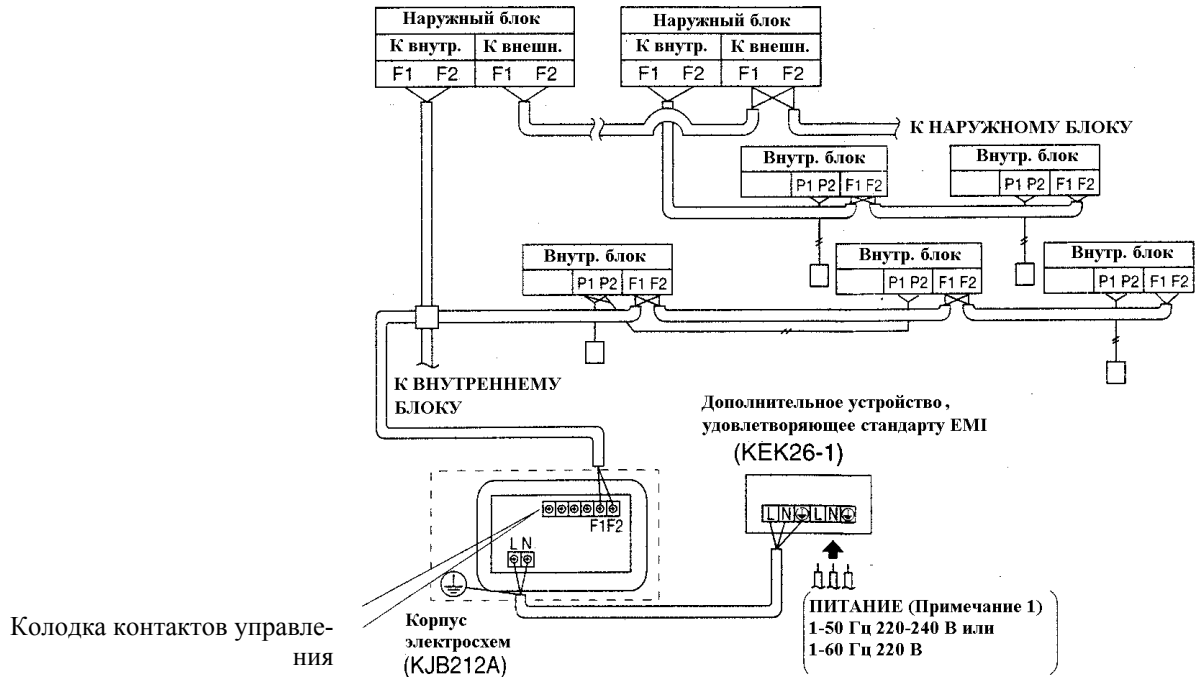 Наружный блок
К внутр. К внешн.
F1 F2 F1 F2
Наружный блок
К внутр. К внешн.
F1 F2 F1 F2
К НАРУЖНОМУ БЛОКУ
Внутр. блок
P1 P2 F1 F2
Внутр. блок
P1 P2 F1 F2
Внутр. блок
P1 P2 F1 F2
Внутр. блок
P1 P2 F1 F2
Внутр. блок
P1 P2 F1 F2
К ВНУТРЕННЕМУ
БЛОКУ
Дополнительное устройство,
удовлетворяющее стандарту EMI
(KEK26-1)
L N L N
F1 F2
L N
ПИТАНИЕ (Примечание 1)
1-50 Гц 220-240 В или
1-60 Гц 220 В
Корпус
электросхем
(KJB212A)
Колодка контактов управле-
ния